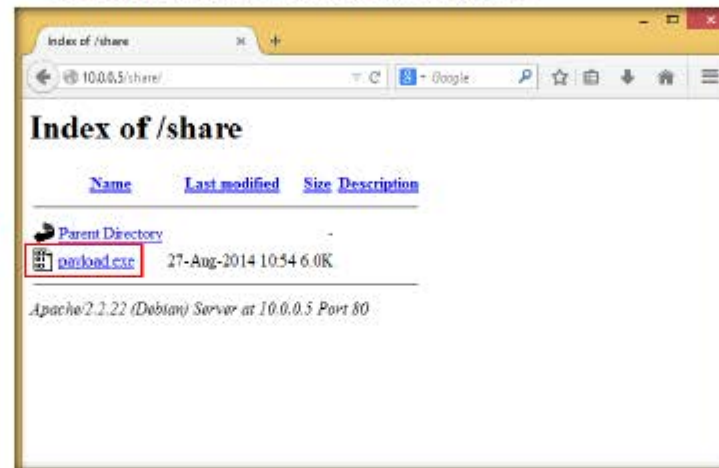 Index of /share
10.0.0.5/share/
Google
Index of /share
Name Last modified Size Description
Parent Directory -
payload.exe 27-Aug-2014 10:54 6.0K
Apache/2.2.22 (Debian) Server at 10.0.0.5 Port 80